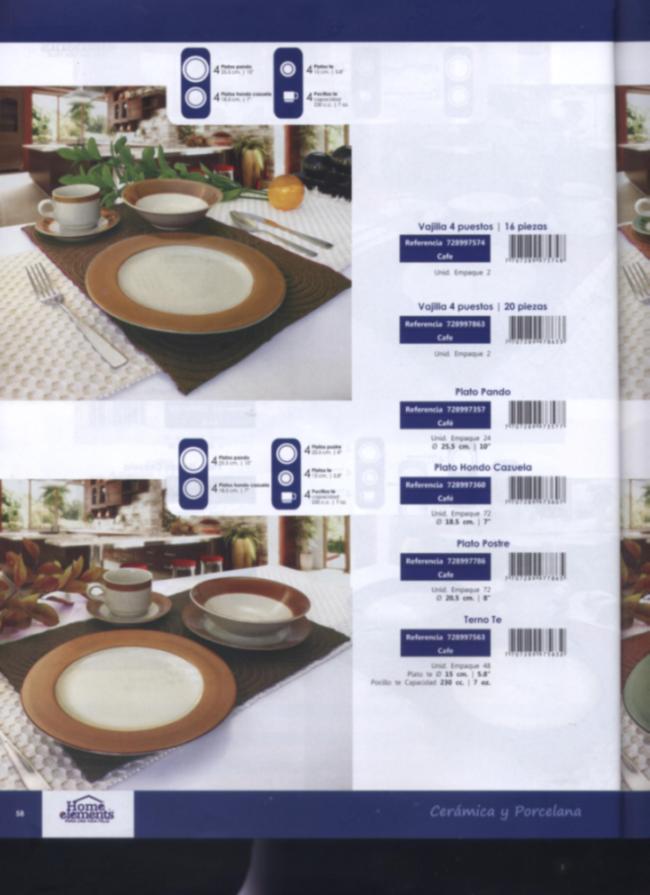 4 Platos pando
25.5 cm. | 10"
4 Platos hondo cazuela
18.5 cm. | 7"
4 Platos te
15 cm. | 5.8"
4 Pocillos te
capacidad
230 c.c. | 7 oz.
Vajilla 4 puestos | 16 piezas
Referencia 728997574
Cafe
Unid. Empaque 2
Vajilla 4 puestos | 20 piezas
Referencia 728997863
Cafe
Unid. Empaque 2
Plato Pando
Referencia 728997357
Café
Unid. Empaque 24
Ø 25.5 cm. | 10"
4 Platos pando
25.5 cm. | 10"
4 Platos hondo cazuela
18.5 cm. | 7"
4 Platos postre
20.5 cm. | 8"
4 Platos te
15 cm. | 5.8"
4 Pocillos te
capacidad
230 c.c. | 7 oz.
Plato Hondo Cazuela
Referencia 728997360
Café
Unid. Empaque 72
Ø 18.5 cm. | 7"
Plato Postre
Referencia 728997786
Cafe
Unid. Empaque 72
Ø 20.5 cm. | 8"
Terno Te
Referencia 728997563
Cafe
Unid. Empaque 48
Plato te Ø 15 cm. | 5.8"
Pocillo te Capacidad 230 cc. | 7 oz.
58
Home
elements
Cerámica y Porcelana